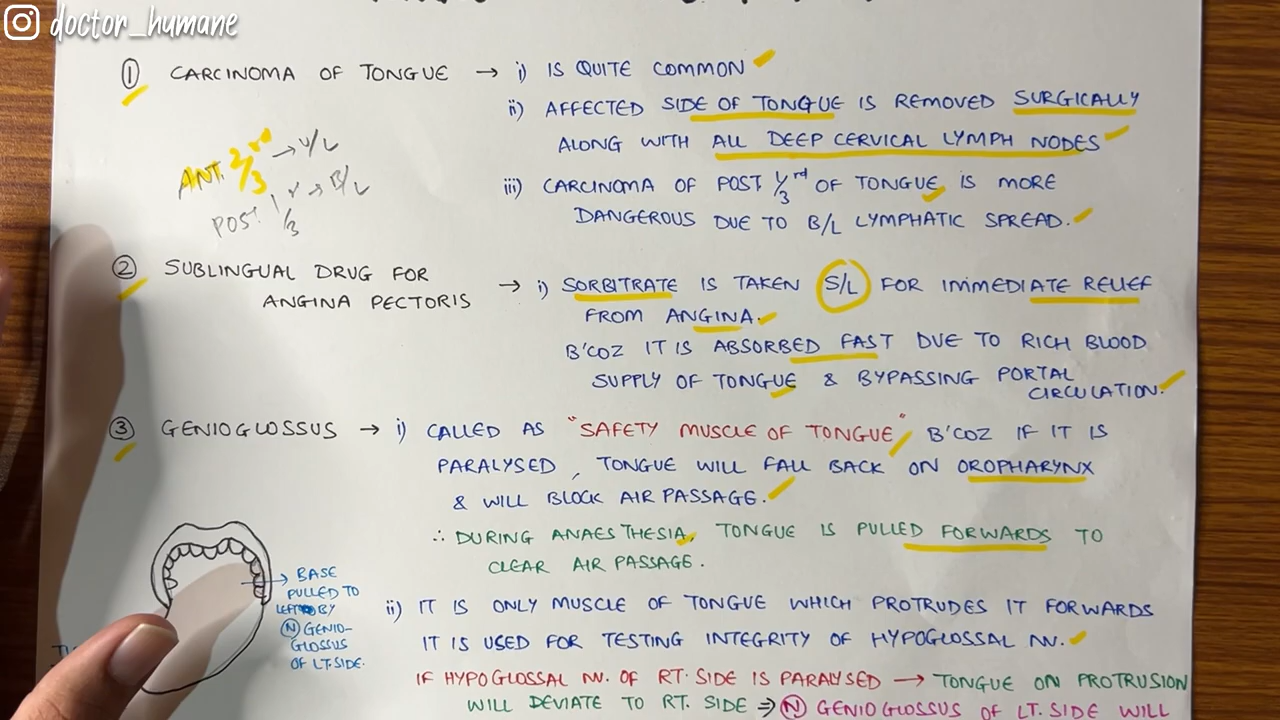 doctor_humane
① CARCINOMA OF TONGUE → i) IS QUITE COMMON
ii) AFFECTED SIDE OF TONGUE IS REMOVED SURGICALLY
ALONG WITH ALL DEEP CERVICAL LYMPH NODES
ANT. 2/3rd → U/L
POST. 1/3 r → B/L
iii) CARCINOMA OF POST 1/3rd OF TONGUE IS MORE
DANGEROUS DUE TO B/L LYMPHATIC SPREAD.
② SUBLINGUAL DRUG FOR
ANGINA PECTORIS → i) SORBITRATE IS TAKEN S/L FOR IMMEDIATE RELIEF
FROM ANGINA.
B'COZ IT IS ABSORBED FAST DUE TO RICH BLOOD
SUPPLY OF TONGUE & BYPASSING PORTAL
CIRCULATION.
③ GENIOGLOSSUS → i) CALLED AS "SAFETY MUSCLE OF TONGUE" B'COZ IF IT IS
PARALYSED, TONGUE WILL FALL BACK ON OROPHARYNX
& WILL BLOCK AIR PASSAGE.
∴ DURING ANAESTHESIA, TONGUE IS PULLED FORWARDS TO
CLEAR AIR PASSAGE.
→ BASE
PULLED TO
LEFT BY
Ⓝ GENIO-
GLOSSUS
OF LT. SIDE.
ii) IT IS ONLY MUSCLE OF TONGUE WHICH PROTRUDES IT FORWARDS
IT IS USED FOR TESTING INTEGRITY OF HYPOGLOSSAL NV.
IF HYPOGLOSSAL NV. OF RT. SIDE IS PARALYSED → TONGUE ON PROTRUSION
WILL DEVIATE TO RT. SIDE ⇒ Ⓝ GENIOGLOSSUS OF LT. SIDE WILL